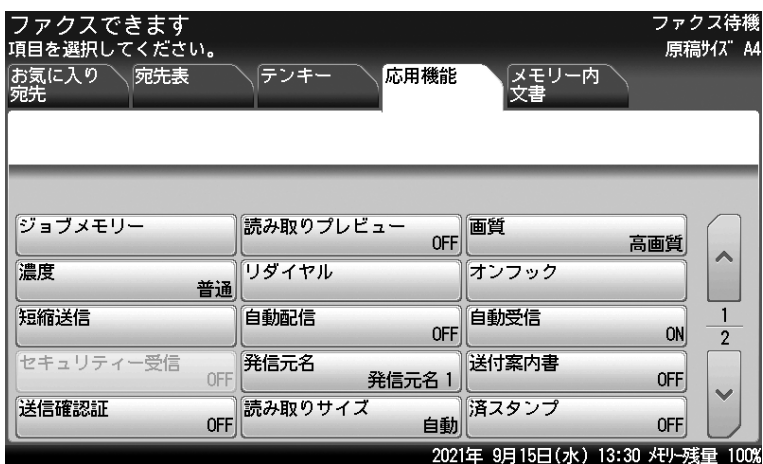 ファクスできます
ファクス待機
項目を選択してください。
原稿ｻｲｽﾞ A4
お気に入り
宛先
宛先表
テンキー
応用機能
メモリー内
文書
ジョブメモリー
読み取りプレビュー
OFF
画質
高画質
濃度
普通
リダイヤル
オンフック
短縮送信
自動配信
OFF
自動受信
ON
1
2
セキュリティー受信
OFF
発信元名
発信元名1
送付案内書
OFF
送信確認証
OFF
読み取りサイズ
自動
済スタンプ
OFF
2021年 9月15日(水) 13:30 ﾒﾓﾘｰ残量 100%